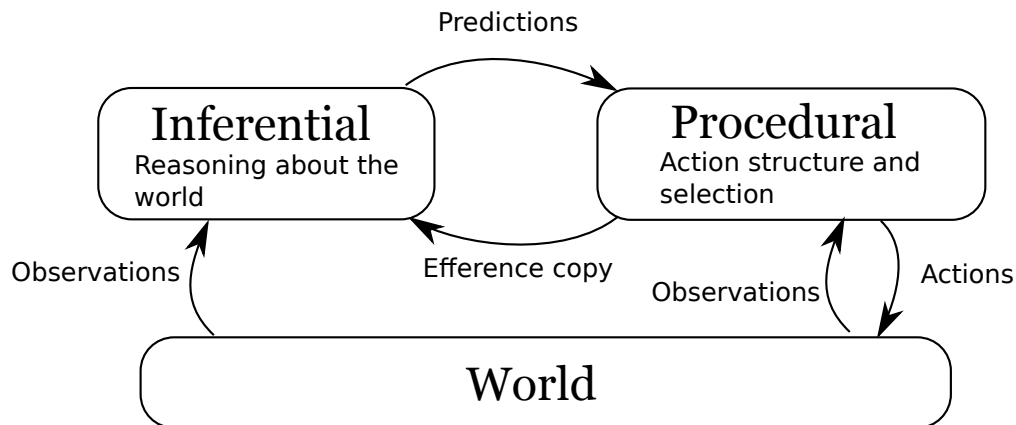 Predictions
Inferential
Reasoning about the
world
Procedural
Action structure and
selection
Efference copy
Observations
Observations
Actions
World